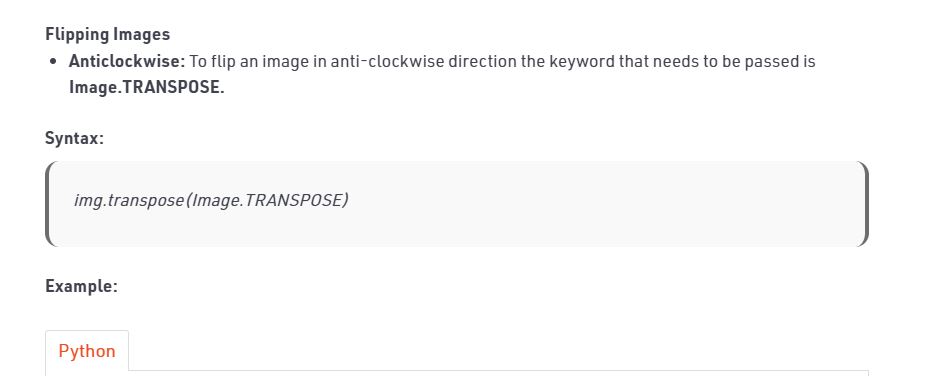 Flipping Images
• Anticlockwise: To flip an image in anti-clockwise direction the keyword that needs to be passed is
Image.TRANSPOSE.
Syntax:
img.transpose(Image.TRANSPOSE)
Example:
Python